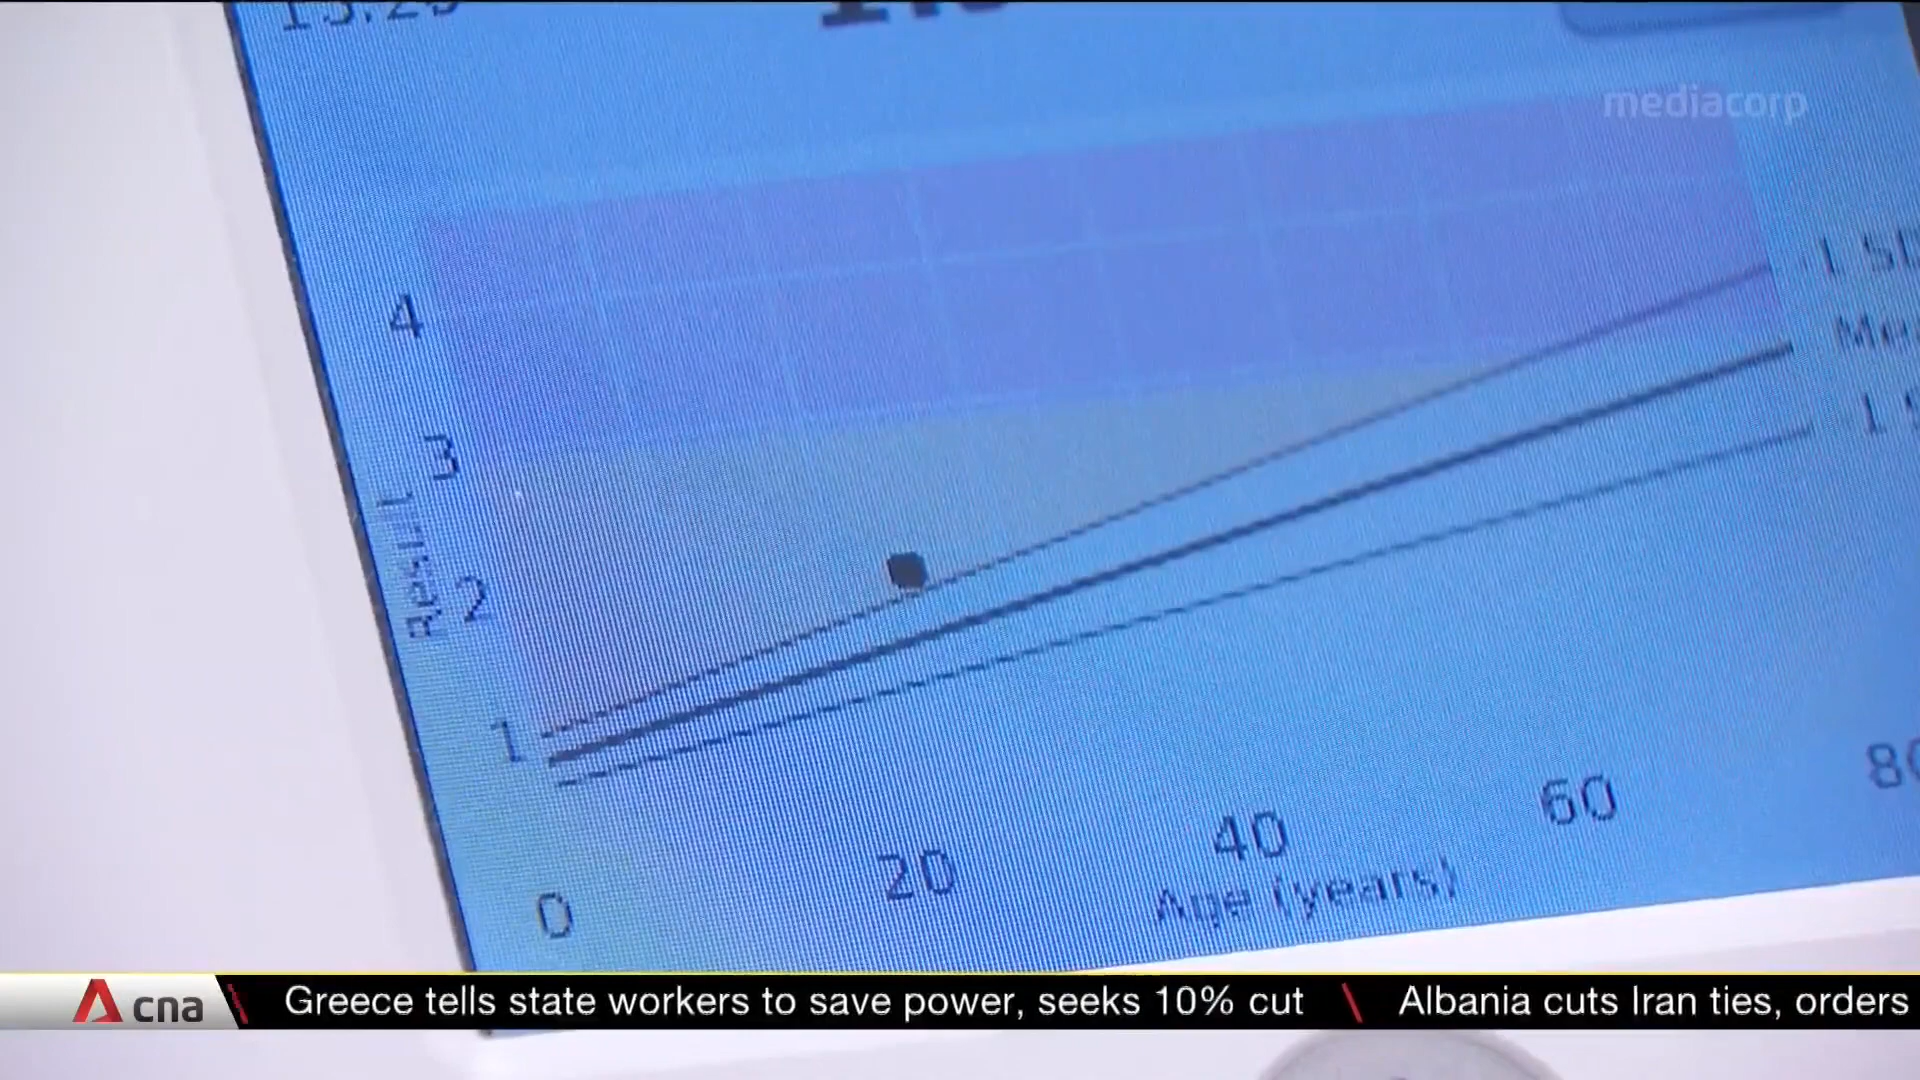 mediacorp
4
3
2
1
0
20
40
60
Age (years)
cna
Greece tells state workers to save power, seeks 10% cut \ Albania cuts Iran ties, orders